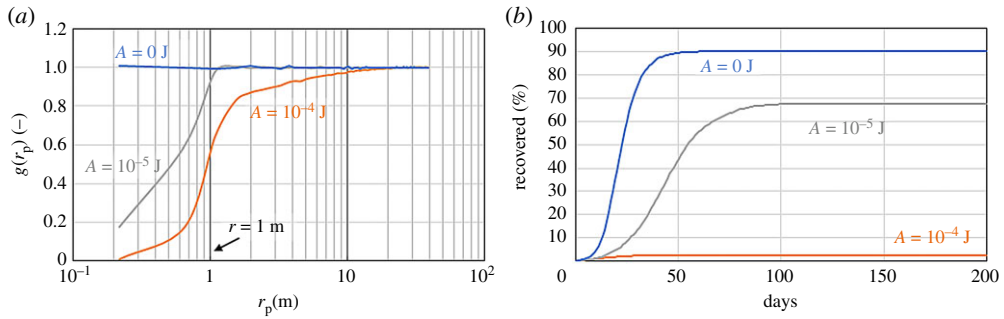 (a)
1.2
1.0
0.8
0.6
0.4
0.2
0
g(rₚ) (–)
A = 0 J
A = 10⁻⁴ J
A = 10⁻⁵ J
r = 1 m
10⁻¹
1
10
10²
rₚ(m)
(b)
100
90
80
70
60
50
40
30
20
10
recovered (%)
A = 0 J
A = 10⁻⁵ J
A = 10⁻⁴ J
0
50
100
150
200
days